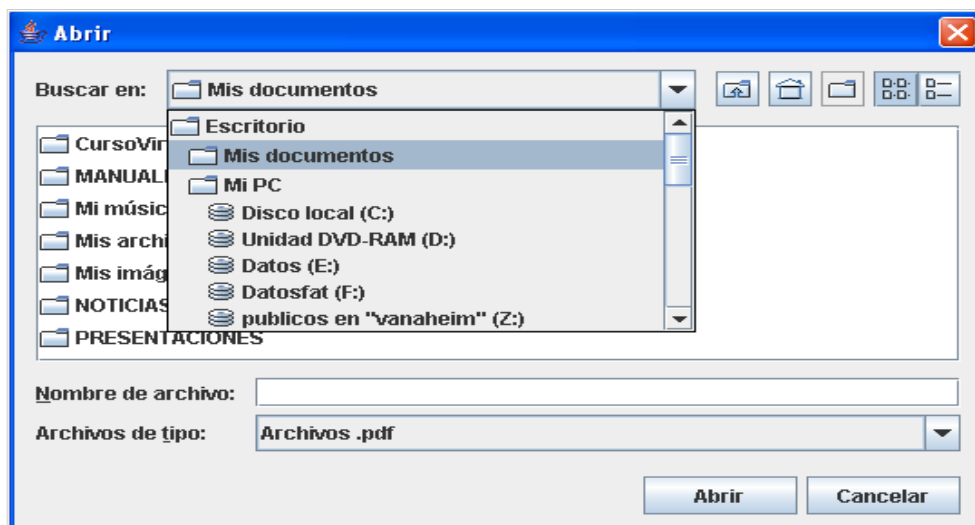 Abrir
Buscar en: Mis documentos
Escritorio
Mis documentos
Mi PC
Disco local (C:)
Unidad DVD-RAM (D:)
Datos (E:)
Datosfat (F:)
publicos en "vanaheim" (Z:)
CursoVir
MANUAL
Mi músic
Mis archi
Mis imág
NOTICIAS
PRESENTACIONES
Nombre de archivo:
Archivos de tipo: Archivos .pdf
Abrir Cancelar